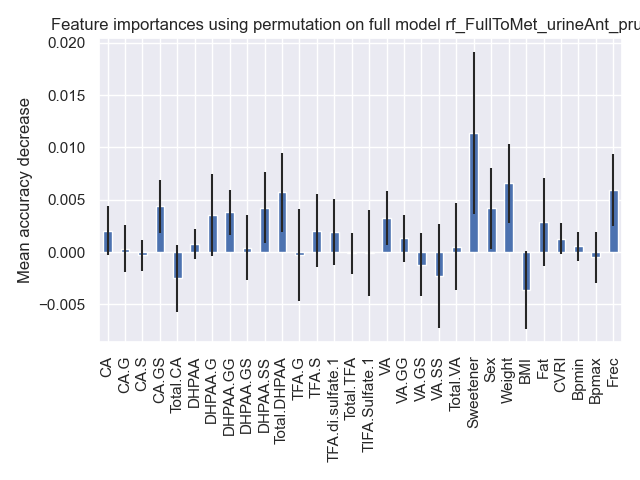 Feature importances using permutation on full model rf_FullToMet_urineAnt_pru
0.020
0.015
0.010
0.005
0.000
−0.005
Mean accuracy decrease
CA
CA.G
CA.S
CA.GS
Total.CA
DHPAA
DHPAA.G
DHPAA.GG
DHPAA.GS
DHPAA.SS
Total.DHPAA
TFA.G
TFA.S
TFA.di.sulfate.1
Total.TFA
TIFA.Sulfate.1
VA
VA.GG
VA.GS
VA.SS
Total.VA
Sweetener
Sex
Weight
BMI
Fat
CVRI
Bpmin
Bpmax
Frec